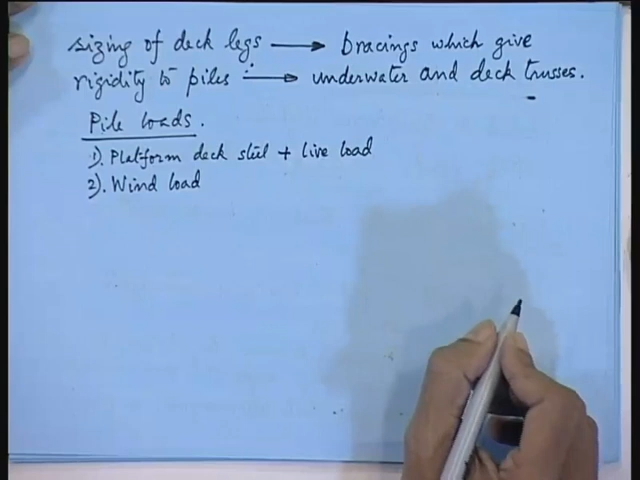 sizing of deck legs → bracings which give
rigidity to piles → underwater and deck trusses.
Pile loads.
1). Platform deck steel + live load
2). Wind load